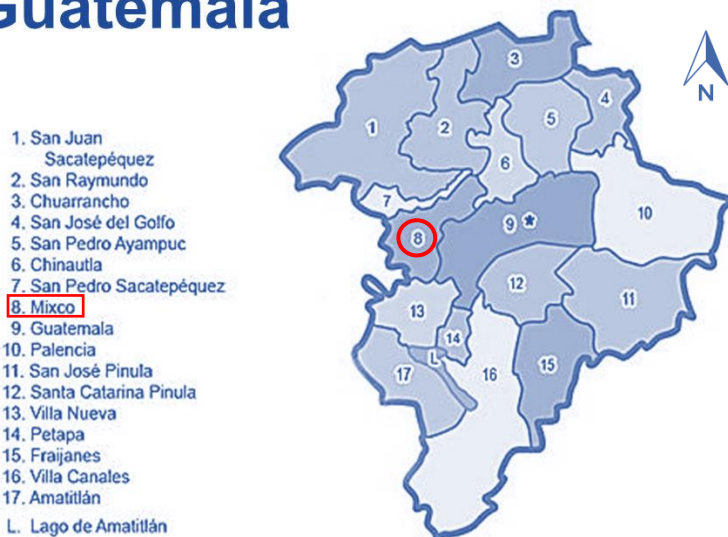 Guatemala
N
1. San Juan
Sacatepéquez
2. San Raymundo
3. Chuarrancho
4. San José del Golfo
5. San Pedro Ayampuc
6. Chinautla
7. San Pedro Sacatepéquez
8. Mixco
9. Guatemala
10. Palencia
11. San José Pinula
12. Santa Catarina Pinula
13. Villa Nueva
14. Petapa
15. Fraijanes
16. Villa Canales
17. Amatitlán
L. Lago de Amatitlán
3
4
1
2
5
6
7
10
8
9 *
12
11
13
14
L
15
17
16